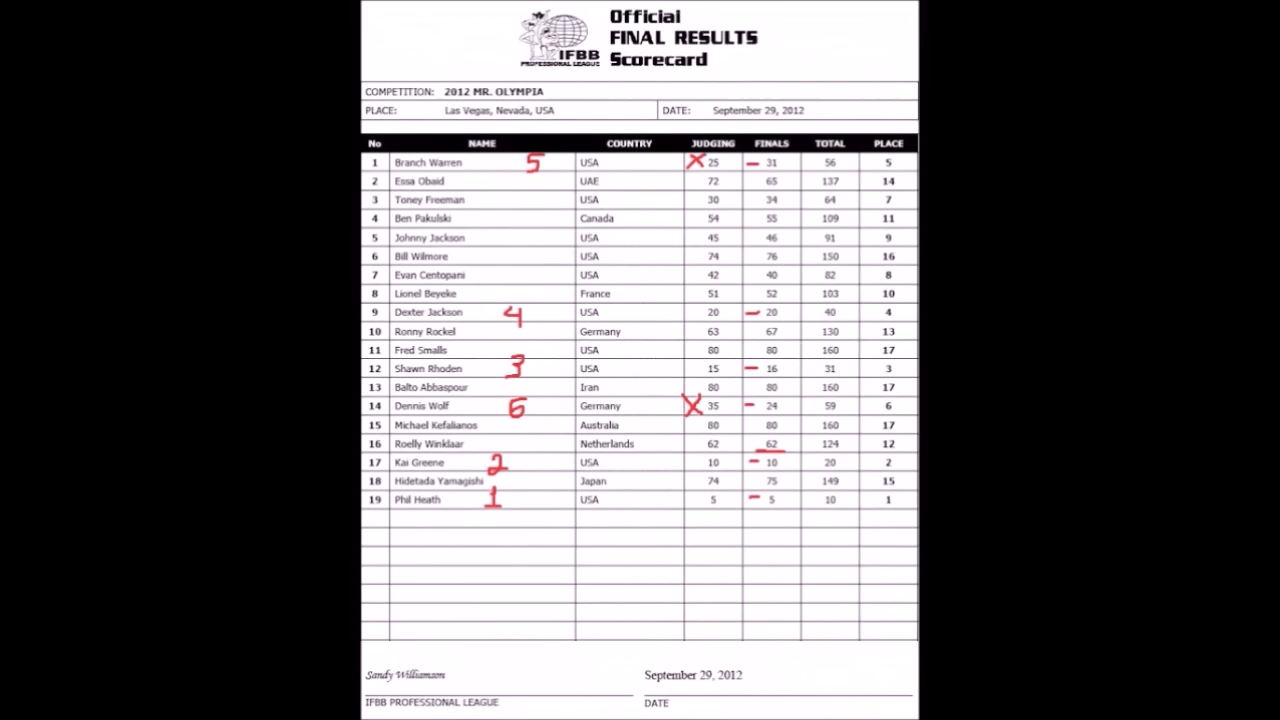 Official
FINAL RESULTS
Scorecard
IFBB
PROFESSIONAL LEAGUE
COMPETITION: 2012 MR. OLYMPIA
PLACE: Las Vegas, Nevada, USA DATE: September 29, 2012
No NAME COUNTRY JUDGING FINALS TOTAL PLACE
1 Branch Warren 5 USA X 25 – 31 56 5
2 Essa Obaid UAE 72 65 137 14
3 Toney Freeman USA 30 34 64 7
4 Ben Pakulski Canada 54 55 109 11
5 Johnny Jackson USA 45 46 91 9
6 Bill Wilmore USA 74 76 150 16
7 Evan Centopani USA 42 40 82 8
8 Lionel Beyeke France 51 52 103 10
9 Dexter Jackson 4 USA 20 – 20 40 4
10 Ronny Rockel Germany 63 67 130 13
11 Fred Smalls USA 80 80 160 17
12 Shawn Rhoden 3 USA 15 – 16 31 3
13 Balto Abbaspour Iran 80 80 160 17
14 Dennis Wolf 6 Germany X 35 – 24 59 6
15 Michael Kefalianos Australia 80 80 160 17
16 Roelly Winklaar Netherlands 62 62 124 12
17 Kai Greene 2 USA 10 – 10 20 2
18 Hidetada Yamagishi Japan 74 75 149 15
19 Phil Heath 1 USA 5 – 5 10 1
Sandy Williamson September 29, 2012
IFBB PROFESSIONAL LEAGUE DATE